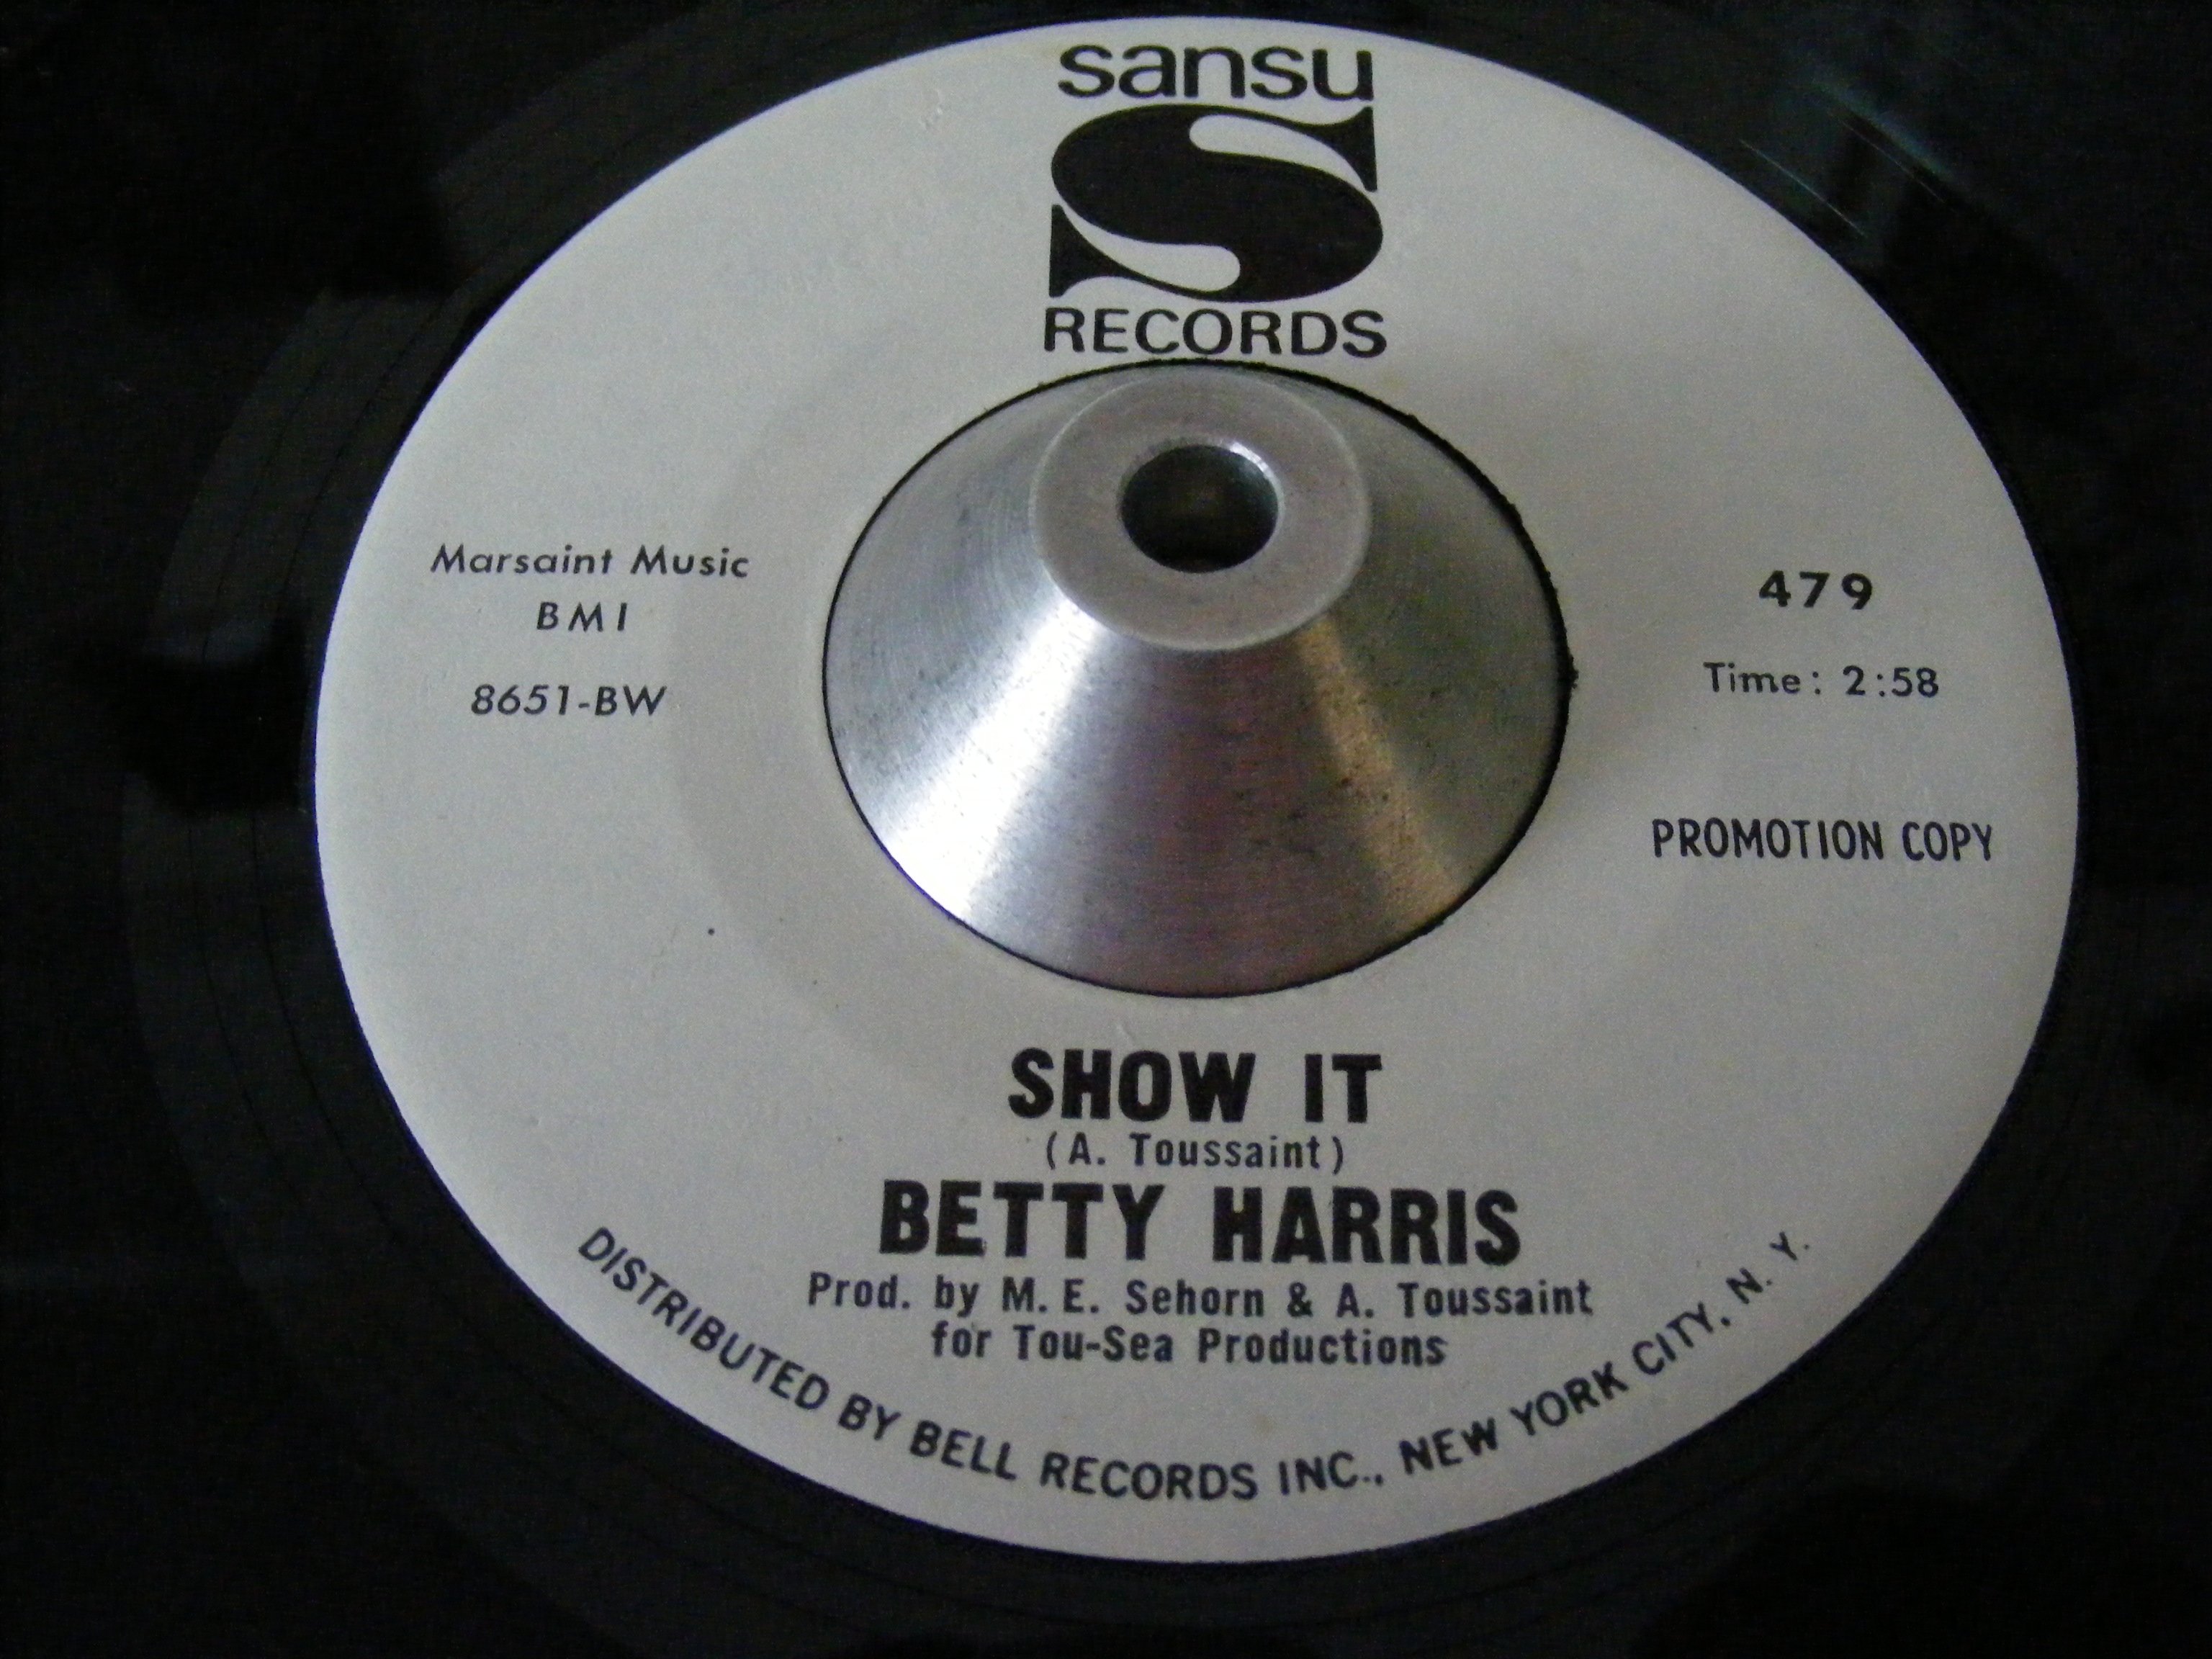 sansu
S
RECORDS
Marsaint Music
BMI
8651-BW
479
Time: 2:58
PROMOTION COPY
SHOW IT
(A. Toussaint)
BETTY HARRIS
Prod. by M. E. Sehorn & A. Toussaint
for Tou-Sea Productions
DISTRIBUTED BY BELL RECORDS INC., NEW YORK CITY, N. Y.